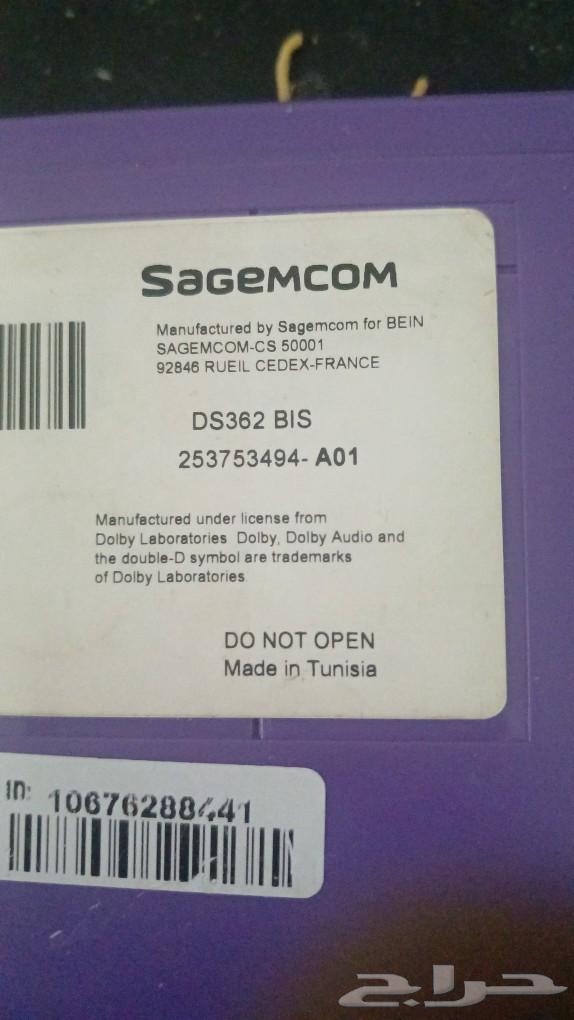 SAGEMCOM
Manufactured by Sagemcom for BEIN
SAGEMCOM-CS 50001
92846 RUEIL CEDEX-FRANCE
DS362 BIS
253753494- A01
Manufactured under license from
Dolby Laboratories Dolby, Dolby Audio and
the double-D symbol are trademarks
of Dolby Laboratories.
DO NOT OPEN
Made in Tunisia
ID: 10676288441
حراج